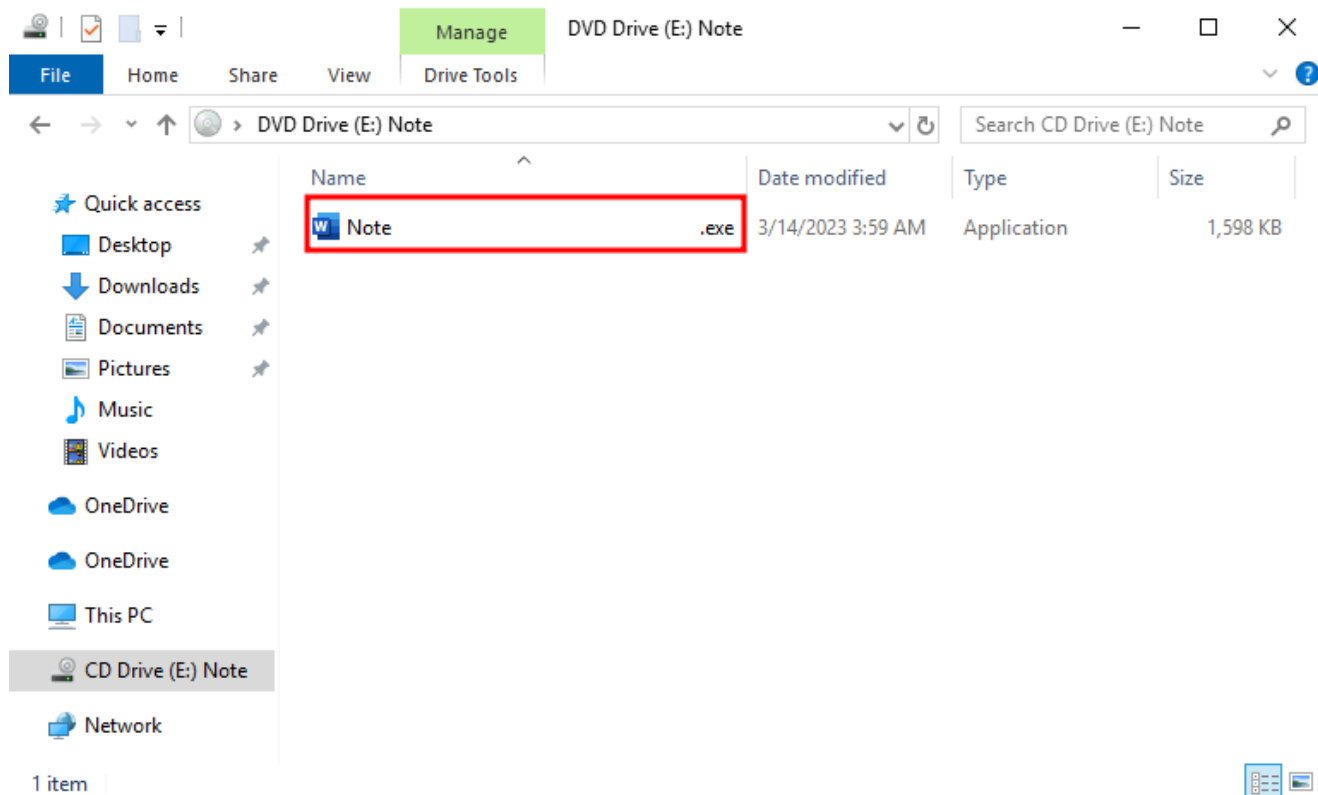 Manage DVD Drive (E:) Note
File Home Share View Drive Tools
DVD Drive (E:) Note Search CD Drive (E:) Note
Name Date modified Type Size
Quick access
Note .exe 3/14/2023 3:59 AM Application 1,598 KB
Desktop
Downloads
Documents
Pictures
Music
Videos
OneDrive
OneDrive
This PC
CD Drive (E:) Note
Network
1 item